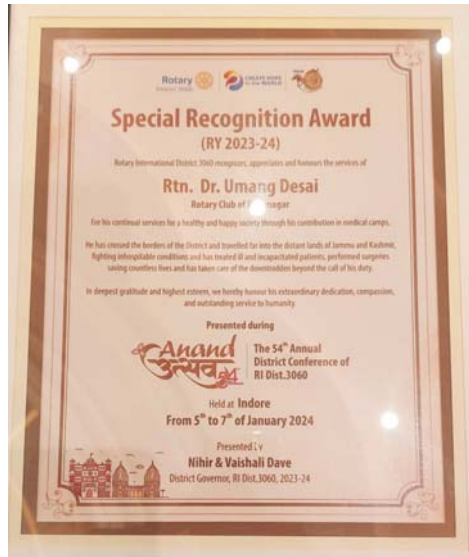 Rotary
CREATE HOPE
in the WORLD
Special Recognition Award
(RY 2023-24)
Rotary International District 3060 recognizes, appreciates and honours the services of
Rtn. Dr. Umang Desai
Rotary Club of
For his continual services for a healthy and happy society through his contribution in medical camps.
He has crossed the borders of the District and travelled far into the distant lands of Jammu and Kashmir,
fighting inhospitable conditions and has treated ill and incapacitated patients, performed surgeries
saving countless lives and has taken care of the downtrodden beyond the call of his duty.
In deepest gratitude and highest esteem, we hereby honour his extraordinary dedication, compassion,
and outstanding service to humanity.
Presented during
Anand
उत्सव
The 54th Annual
District Conference of
RI Dist.3060
Held at Indore
From 5th to 7th of January 2024
Presented by
Nihir & Vaishali Dave
District Governor, RI Dist.3060, 2023-24